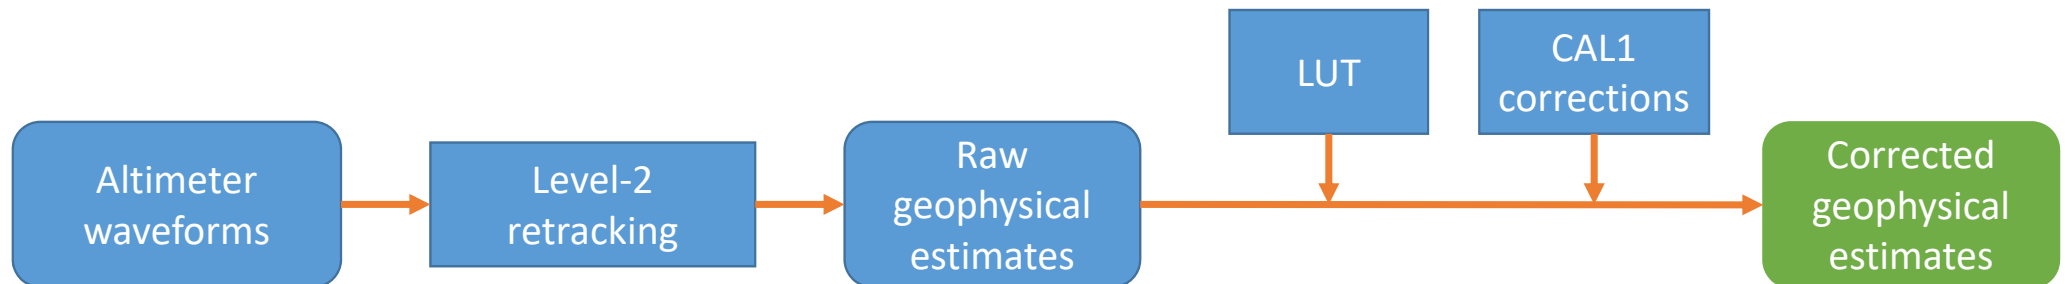 Altimeter
waveforms
Level-2
retracking
Raw
geophysical
estimates
LUT
CAL1
corrections
Corrected
geophysical
estimates